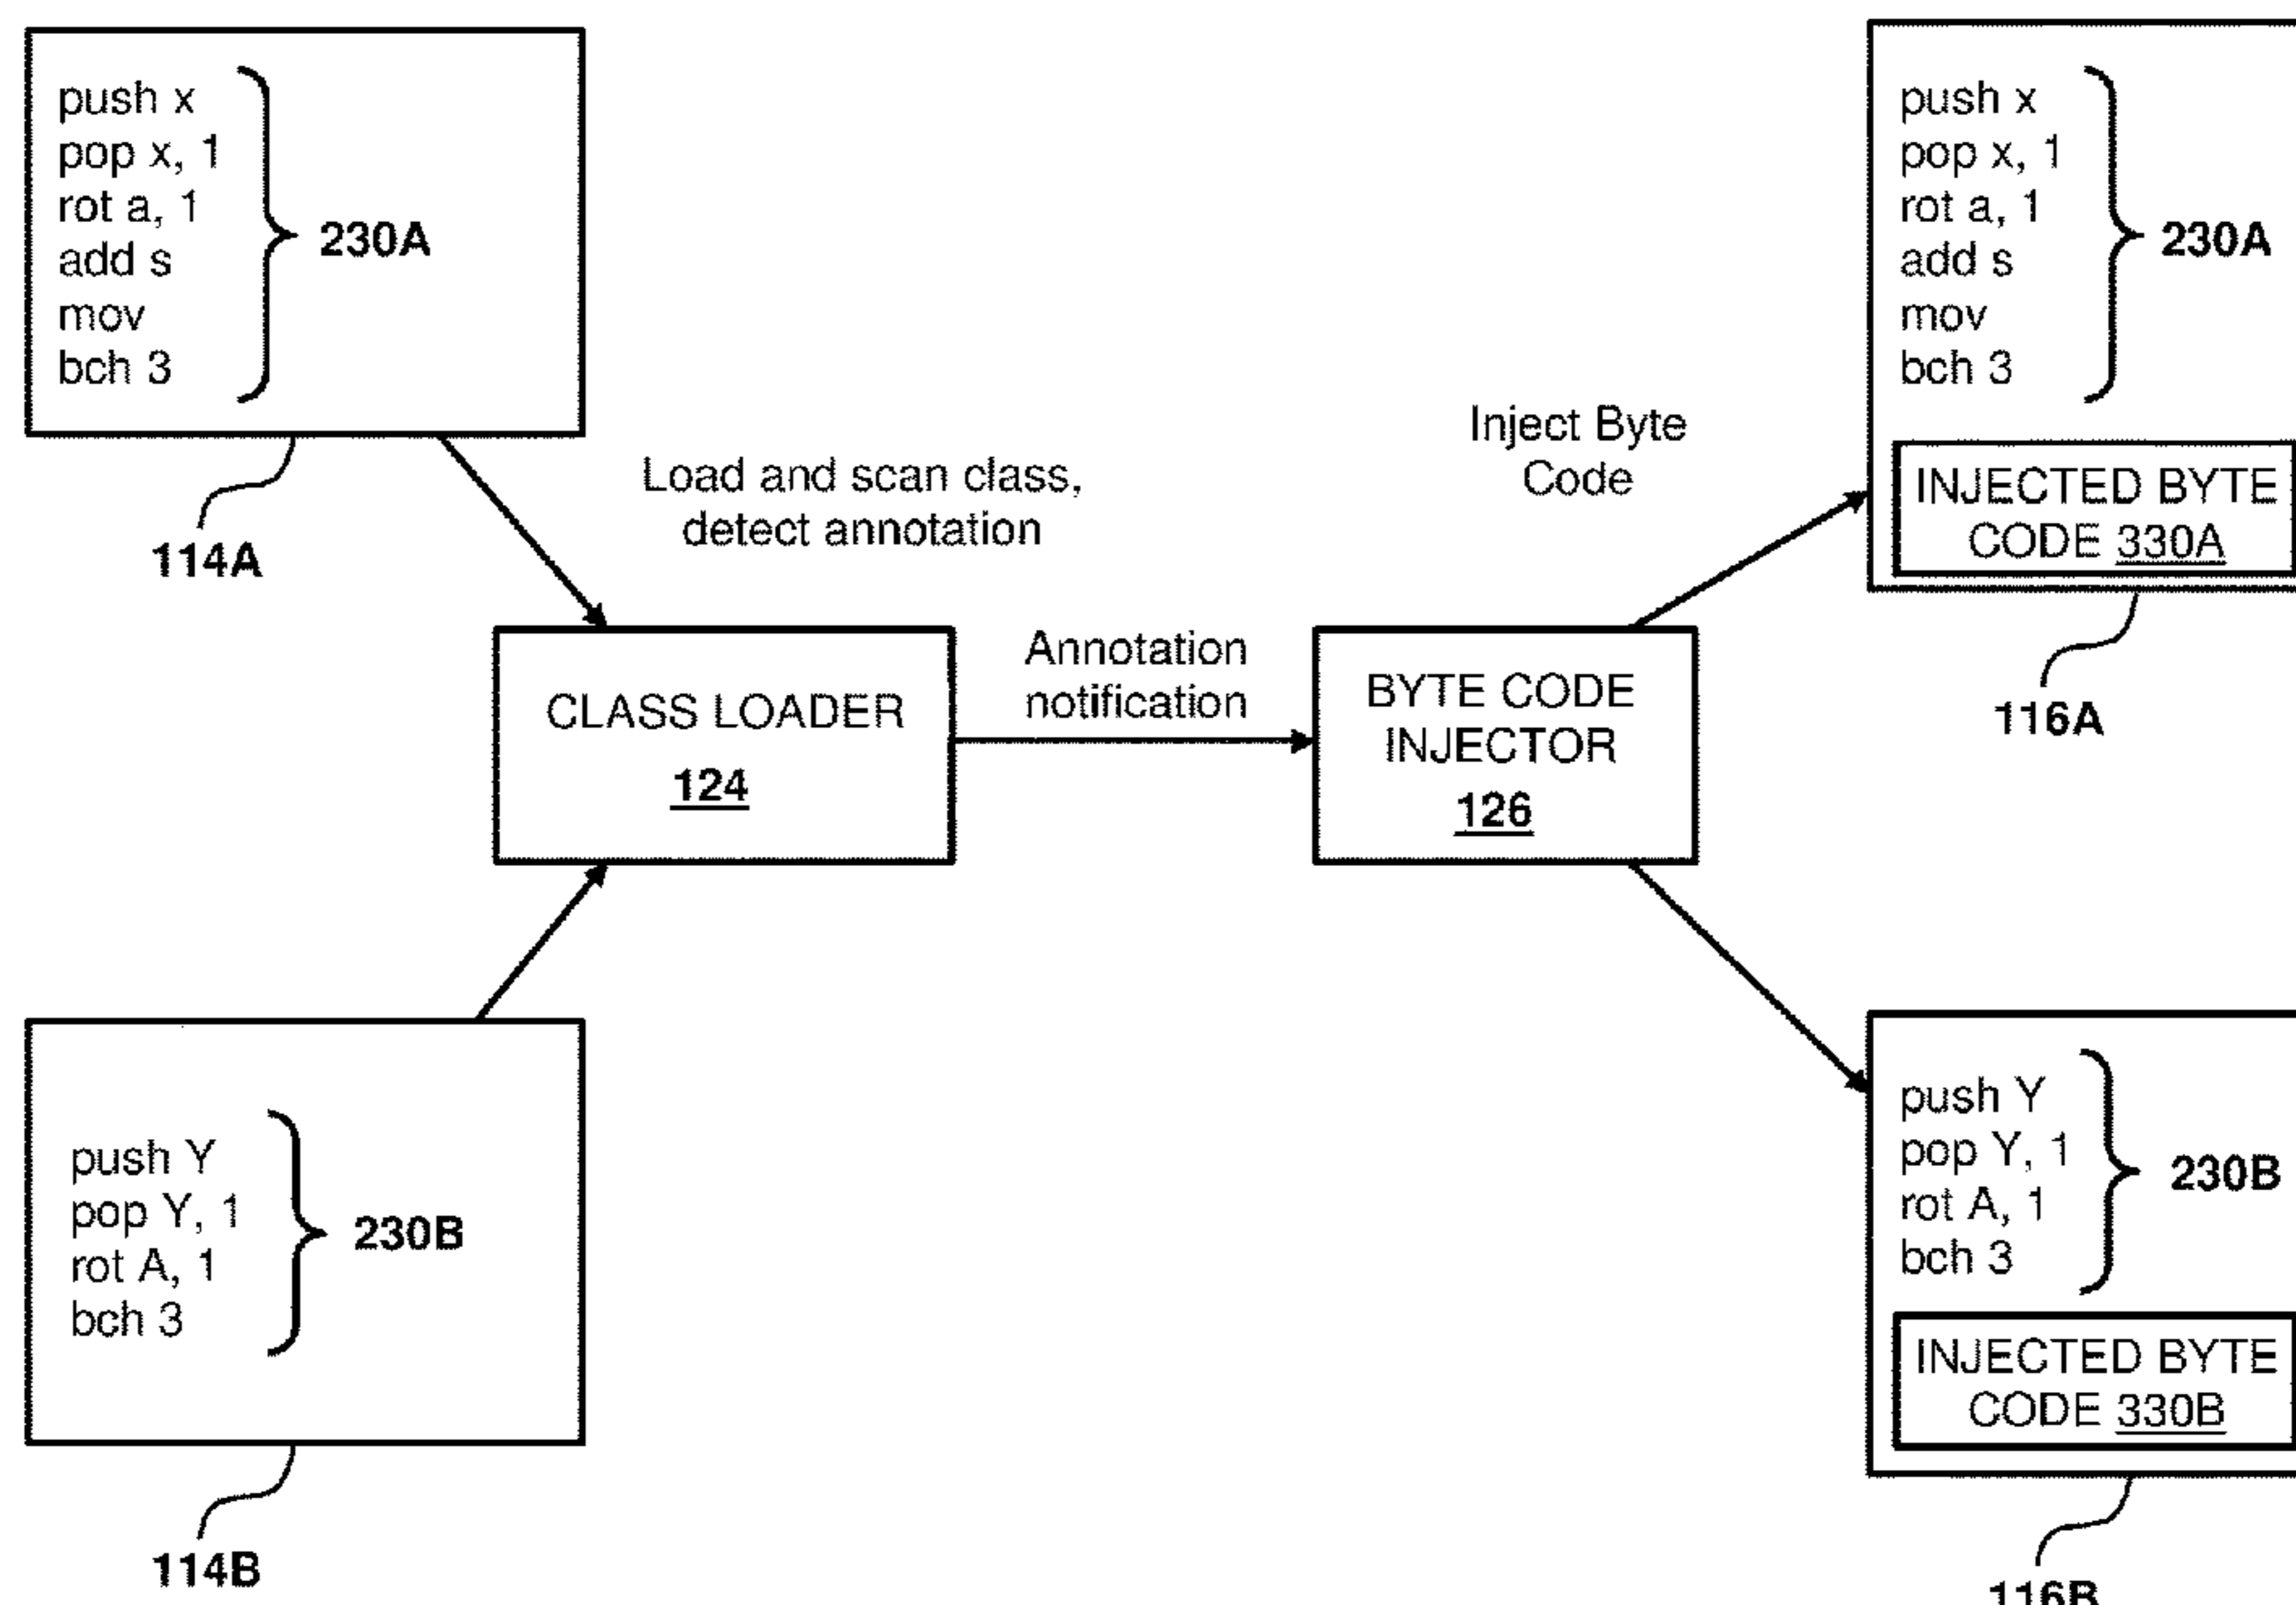 push x
pop x, 1
rot a, 1
add s
mov
bch 3
230A
114A
Load and scan class,
detect annotation
CLASS LOADER
124
Annotation
notification
BYTE CODE
INJECTOR
126
Inject Byte
Code
push x
pop x, 1
rot a, 1
add s
mov
bch 3
230A
INJECTED BYTE
CODE 330A
116A
push Y
pop Y, 1
rot A, 1
bch 3
230B
114B
push Y
pop Y, 1
rot A, 1
bch 3
230B
INJECTED BYTE
CODE 330B
116B